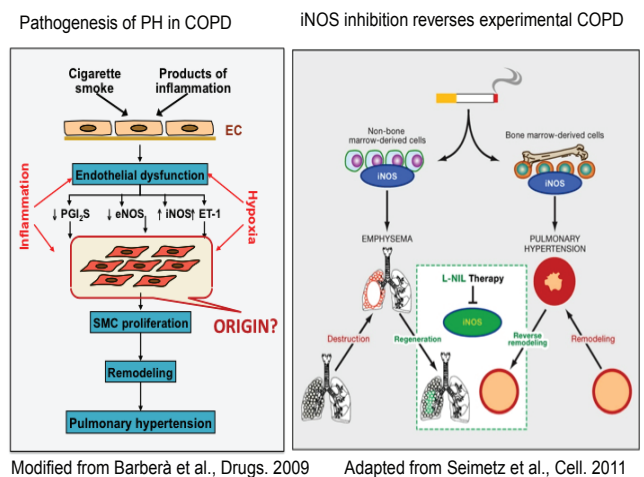 Pathogenesis of PH in COPD
Cigarette smoke
Products of inflammation
EC
Endothelial dysfunction
Inflammation
Hypoxia
↓ PGI₂S ↓ eNOS ↑ iNOS ↑ ET-1
ORIGIN?
SMC proliferation
Remodeling
Pulmonary hypertension
Modified from Barberà et al., Drugs. 2009
iNOS inhibition reverses experimental COPD
Non-bone
marrow-derived cells
Bone marrow-derived cells
iNOS
iNOS
EMPHYSEMA
PULMONARY
HYPERTENSION
L-NIL Therapy
iNOS
Destruction
Regeneration
Reverse
remodeling
Remodeling
Adapted from Seimetz et al., Cell. 2011